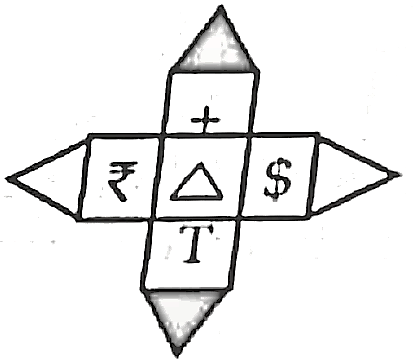 +
₹ △ $
T